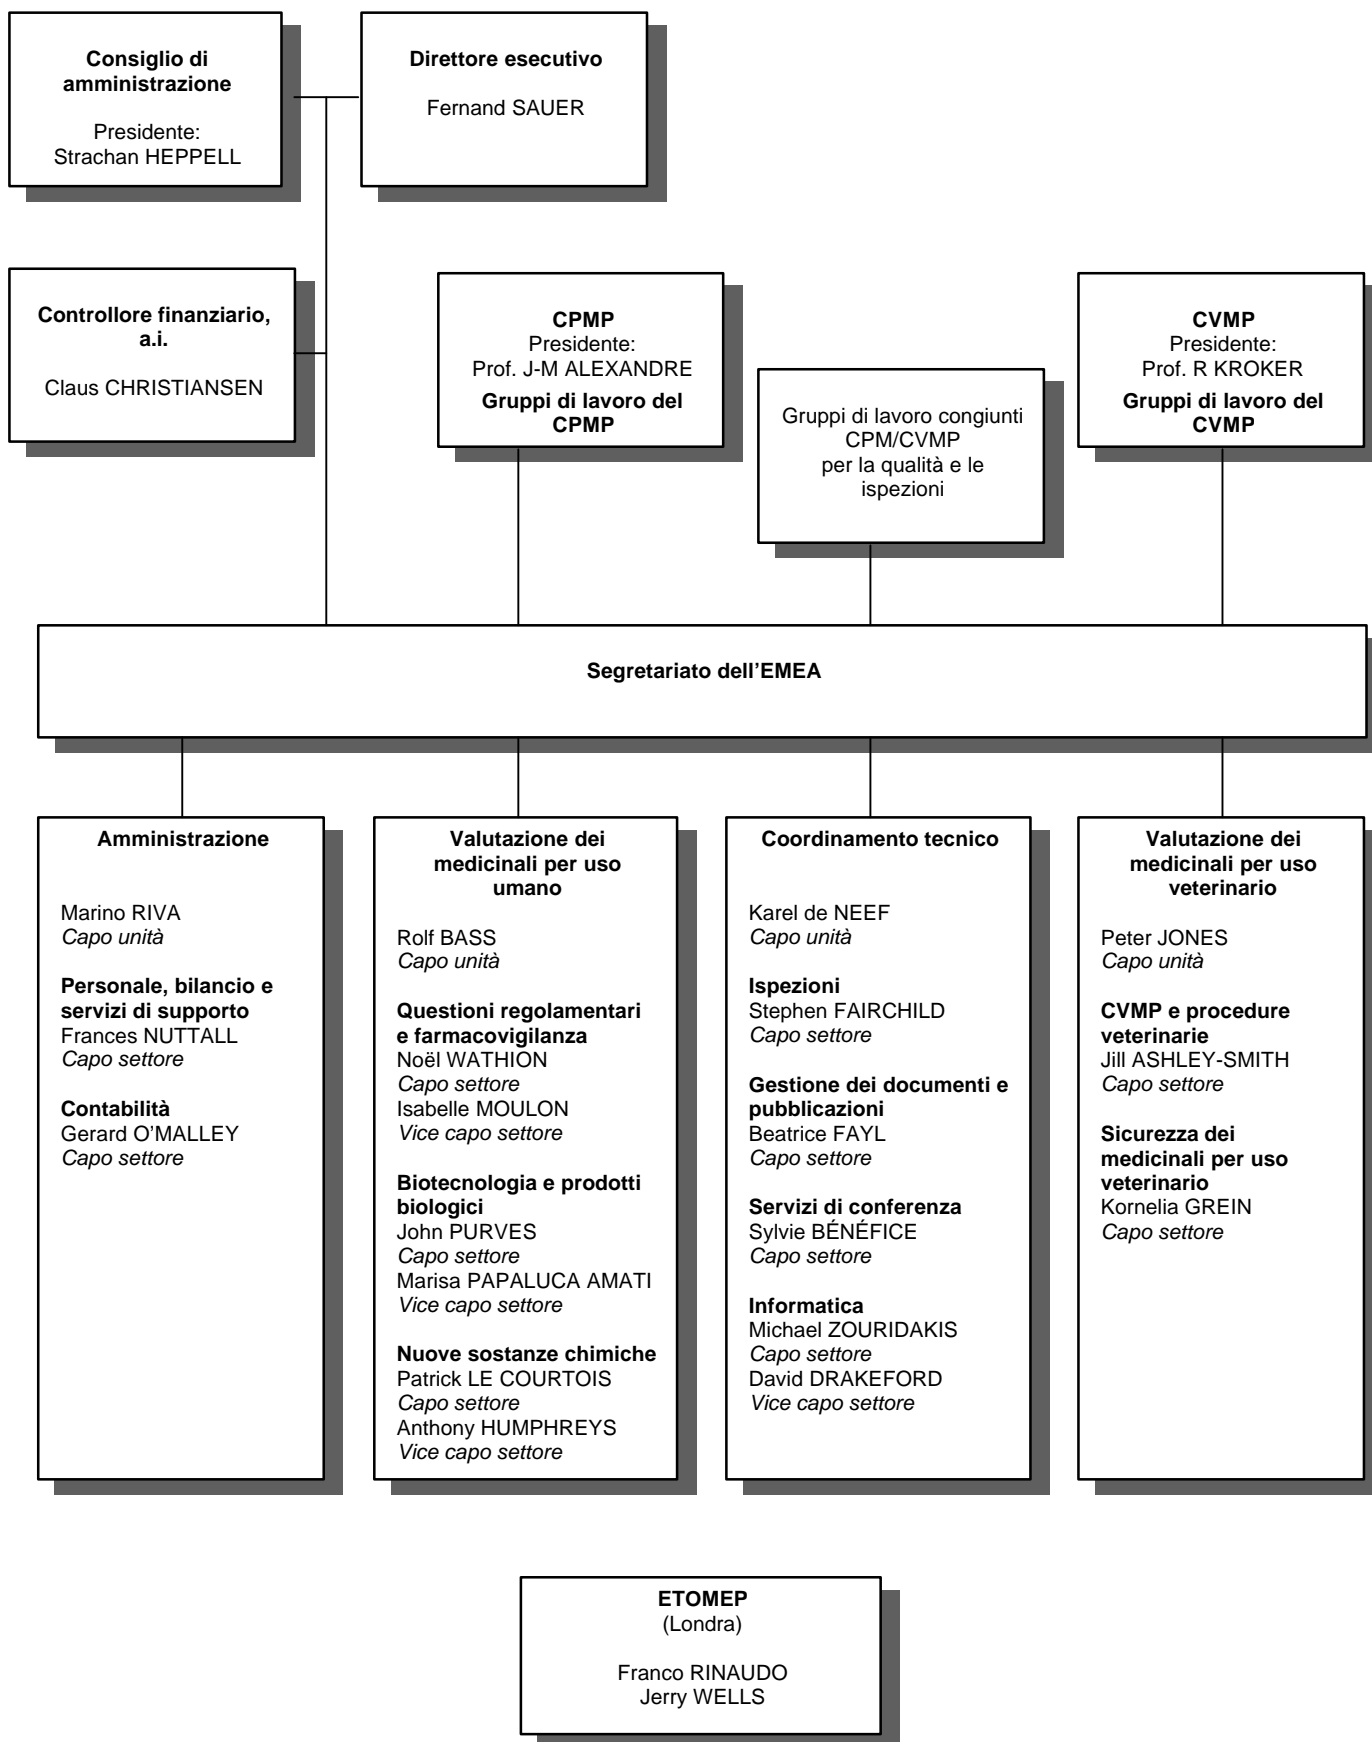 Consiglio di
amministrazione
Presidente:
Strachan HEPPELL
Direttore esecutivo
Fernand SAUER
Controllore finanziario,
a.i.
Claus CHRISTIANSEN
CPMP
Presidente:
Prof. J-M ALEXANDRE
Gruppi di lavoro del
CPMP
Gruppi di lavoro congiunti
CPM/CVMP
per la qualità e le
ispezioni
CVMP
Presidente:
Prof. R KROKER
Gruppi di lavoro del
CVMP
Segretariato dell’EMEA
Amministrazione
Marino RIVA
Capo unità
Personale, bilancio e
servizi di supporto
Frances NUTTALL
Capo settore
Contabilità
Gerard O’MALLEY
Capo settore
Valutazione dei
medicinali per uso
umano
Rolf BASS
Capo unità
Questioni regolamentari
e farmacovigilanza
Noël WATHION
Capo settore
Isabelle MOULON
Vice capo settore
Biotecnologia e prodotti
biologici
John PURVES
Capo settore
Marisa PAPALUCA AMATI
Vice capo settore
Nuove sostanze chimiche
Patrick LE COURTOIS
Capo settore
Anthony HUMPHREYS
Vice capo settore
Coordinamento tecnico
Karel de NEEF
Capo unità
Ispezioni
Stephen FAIRCHILD
Capo settore
Gestione dei documenti e
pubblicazioni
Beatrice FAYL
Capo settore
Servizi di conferenza
Sylvie BÉNÉFICE
Capo settore
Informatica
Michael ZOURIDAKIS
Capo settore
David DRAKEFORD
Vice capo settore
Valutazione dei
medicinali per uso
veterinario
Peter JONES
Capo unità
CVMP e procedure
veterinarie
Jill ASHLEY-SMITH
Capo settore
Sicurezza dei
medicinali per uso
veterinario
Kornelia GREIN
Capo settore
ETOMEP
(Londra)
Franco RINAUDO
Jerry WELLS